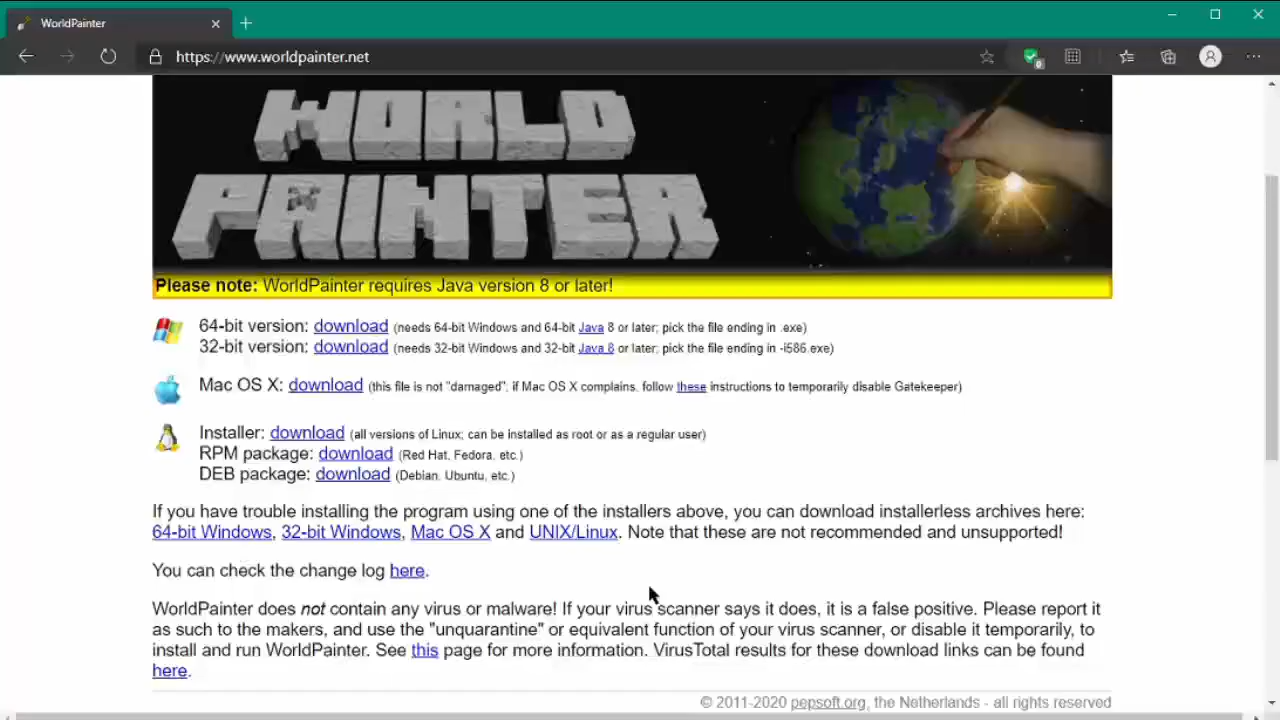 WorldPainter
https://www.worldpainter.net
0
WORLD
PAINTER
Please note: WorldPainter requires Java version 8 or later!
64-bit version: download (needs 64-bit Windows and 64-bit Java 8 or later; pick the file ending in .exe)
32-bit version: download (needs 32-bit Windows and 32-bit Java 8 or later; pick the file ending in -i586.exe)
Mac OS X: download (this file is not "damaged"; if Mac OS X complains, follow these instructions to temporarily disable Gatekeeper)
Installer: download (all versions of Linux; can be installed as root or as a regular user)
RPM package: download (Red Hat, Fedora, etc.)
DEB package: download (Debian, Ubuntu, etc.)
If you have trouble installing the program using one of the installers above, you can download installerless archives here:
64-bit Windows, 32-bit Windows, Mac OS X and UNIX/Linux. Note that these are not recommended and unsupported!
You can check the change log here.
WorldPainter does not contain any virus or malware! If your virus scanner says it does, it is a false positive. Please report it
as such to the makers, and use the "unquarantine" or equivalent function of your virus scanner, or disable it temporarily, to
install and run WorldPainter. See this page for more information. VirusTotal results for these download links can be found
here.
© 2011-2020 pepsoft.org, the Netherlands - all rights reserved